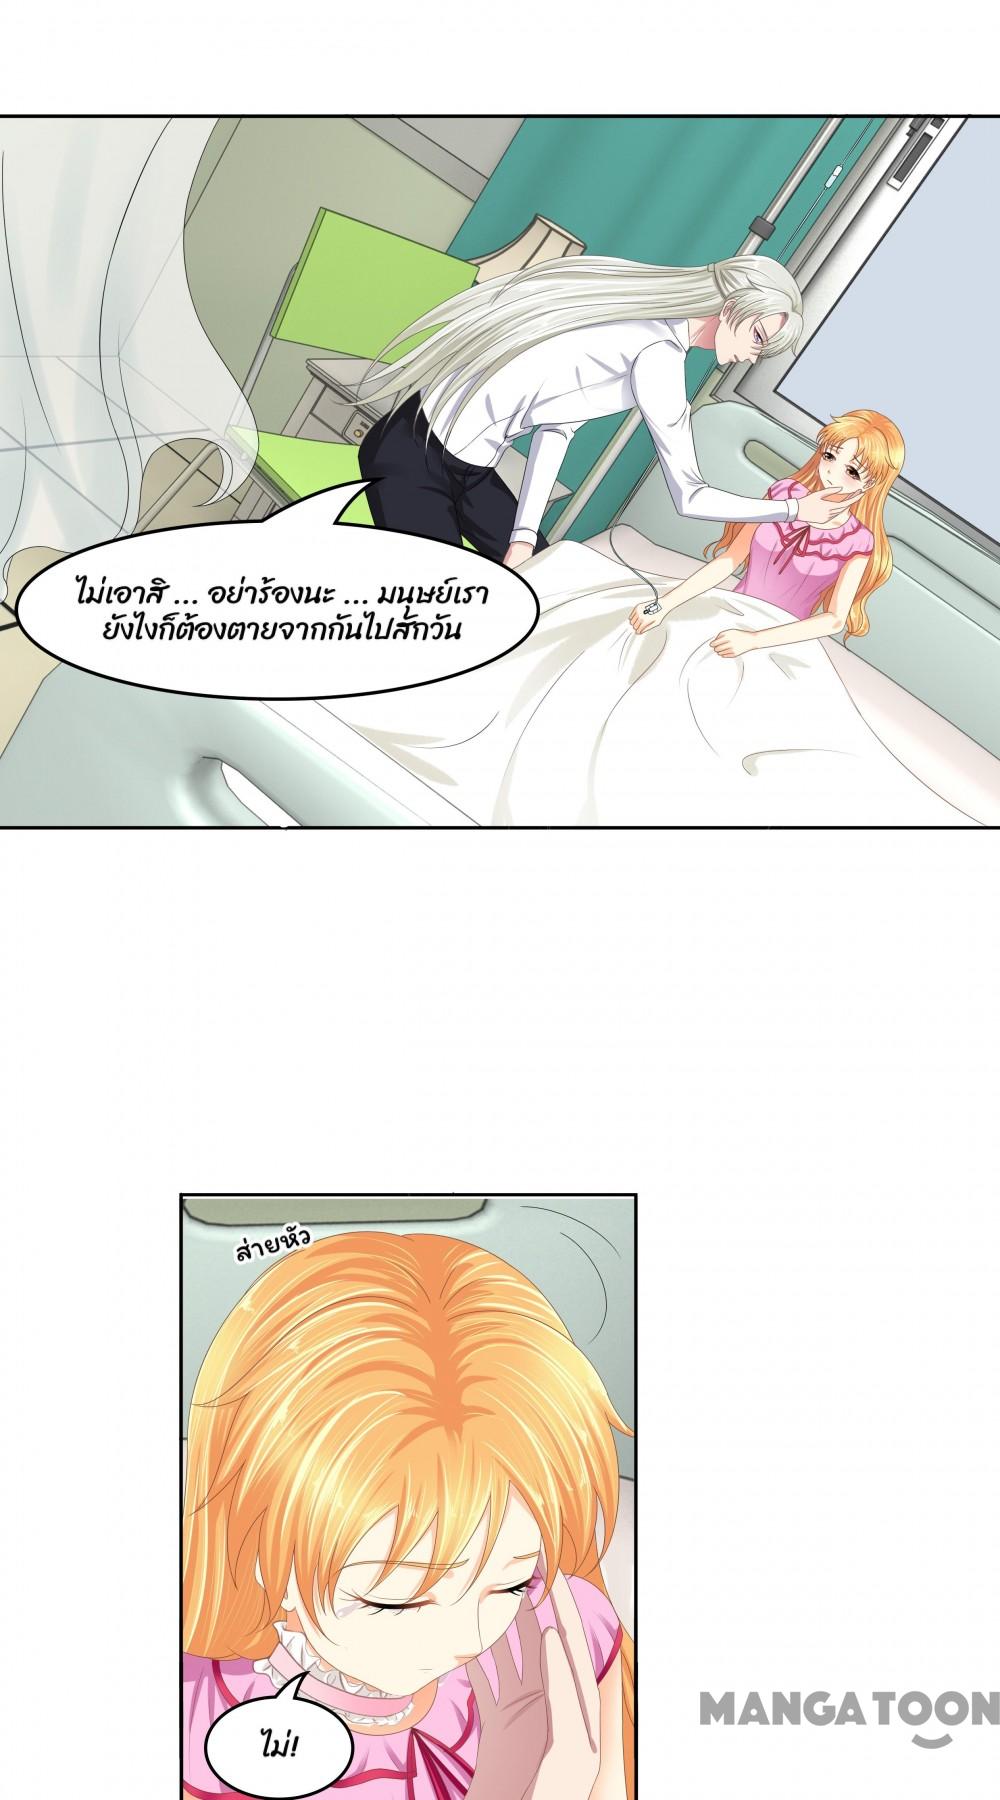 ไม่เอาสิ ... อย่าร้องนะ ... มนุษย์เรา
ยังไงก็ต้องตายจากกันไปสักวัน
ส่ายหัว
ไม่!
MANGATOON